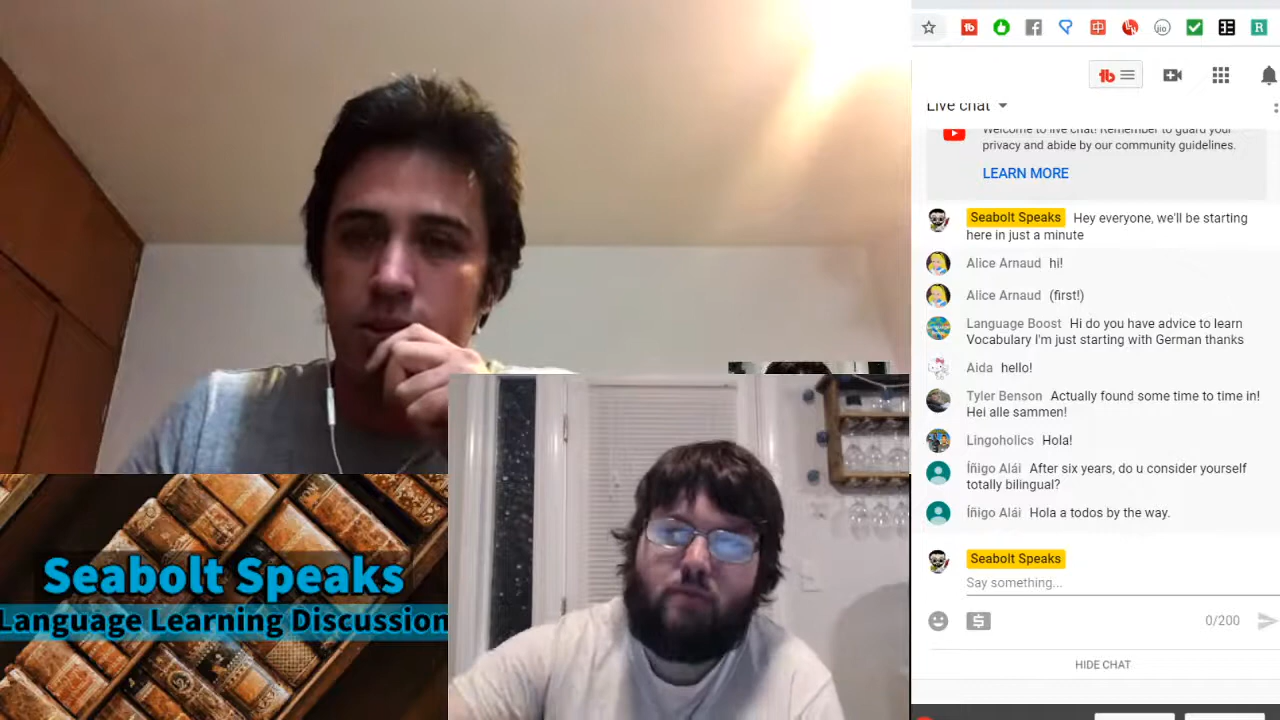 Live chat
Welcome to live chat! Remember to guard your
privacy and abide by our community guidelines.
LEARN MORE
Seabolt Speaks Hey everyone, we'll be starting
here in just a minute
Alice Arnaud hi!
Alice Arnaud (first!)
Language Boost Hi do you have advice to learn
Vocabulary I'm just starting with German thanks
Aida hello!
Tyler Benson Actually found some time to time in!
Hei alle sammen!
Lingoholics Hola!
Íñigo Alái After six years, do u consider yourself
totally bilingual?
Íñigo Alái Hola a todos by the way.
Seabolt Speaks
Say something...
0/200
HIDE CHAT
Seabolt Speaks
Language Learning Discussion